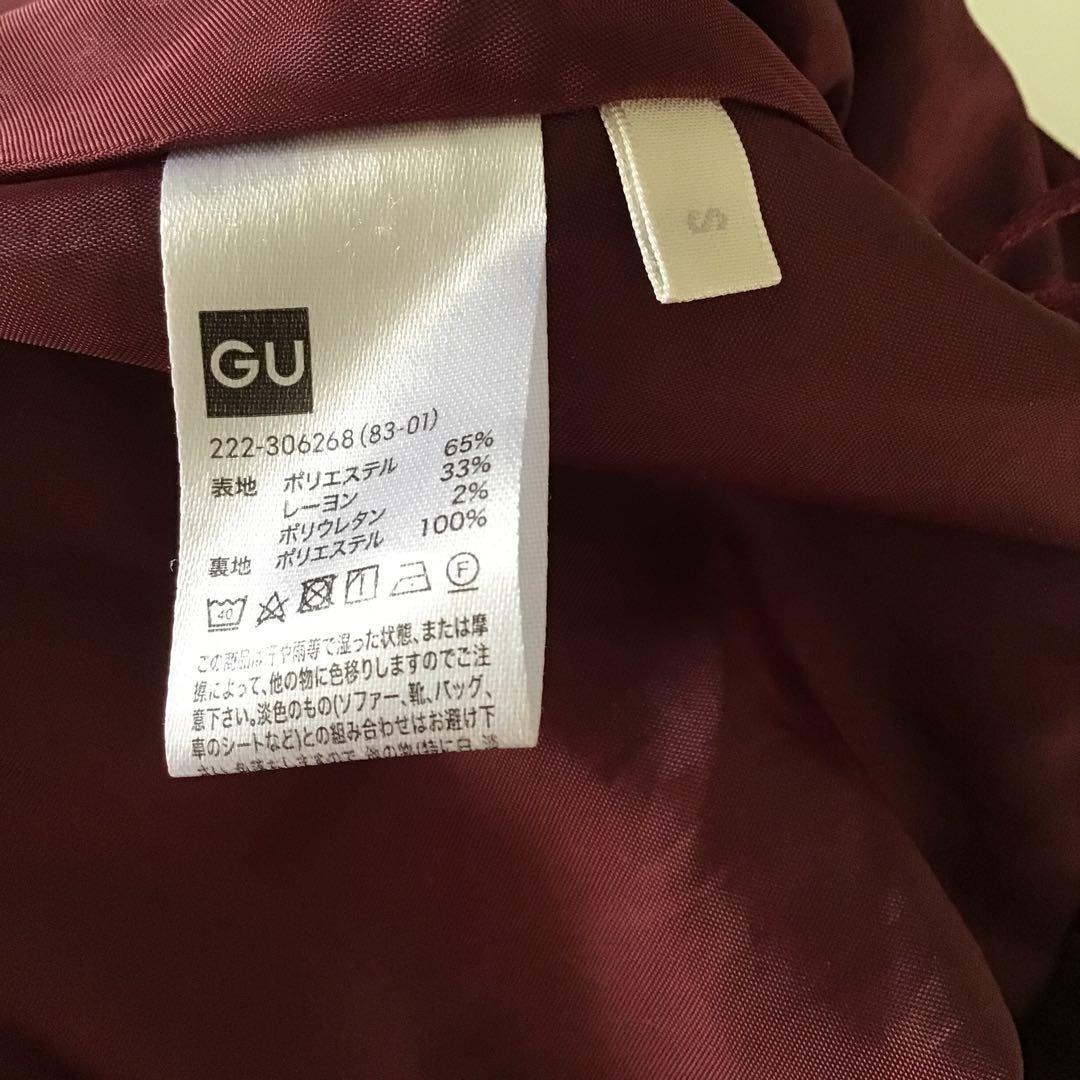 S
GU
222-306268(83-01)
表地 ポリエステル 65%
レーヨン 33%
ポリウレタン 2%
裏地 ポリエステル 100%
40
F
この商品は汗や雨等で湿った状態、または摩
擦によって、他の物に色移りしますのでご注
意下さい。淡色のもの(ソファー、靴、バッグ、
車のシートなど)との組み合わせはお避け下
さい。